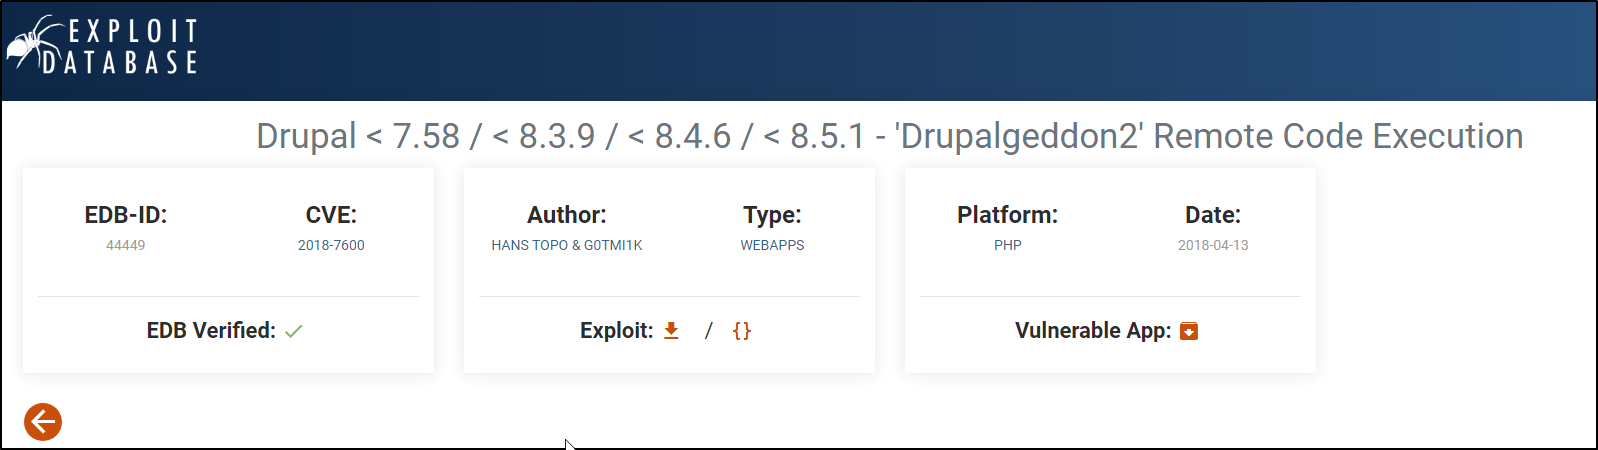 EXPLOIT
DATABASE
Drupal < 7.58 / < 8.3.9 / < 8.4.6 / < 8.5.1 - 'Drupalgeddon2' Remote Code Execution
EDB-ID:
44449
CVE:
2018-7600
EDB Verified:
Author:
HANS TOPO & G0TMI1K
Type:
WEBAPPS
Exploit: / {}
Platform:
PHP
Date:
2018-04-13
Vulnerable App: